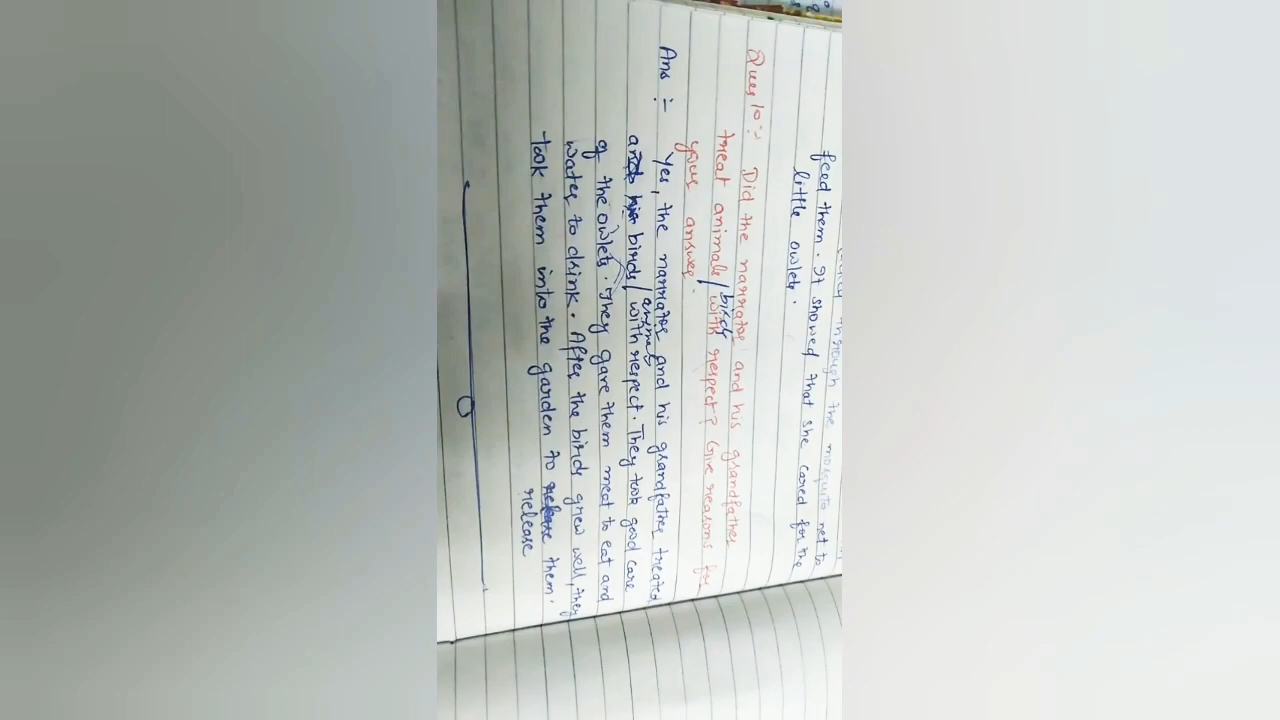 through the mosquito net to
feed them. It showed that she cared for the
little owlets.
Ques 10:- Did the narrator and his grandfather
treat animals/birds with respect? Give reasons for
your answer.
Ans :- Yes, the narrator and his grandfather treated
birds/animals with respect. They took good care
of the owlets. They gave them meat to eat and
water to drink. After the birds grew well, they
took them into the garden to release them.
release